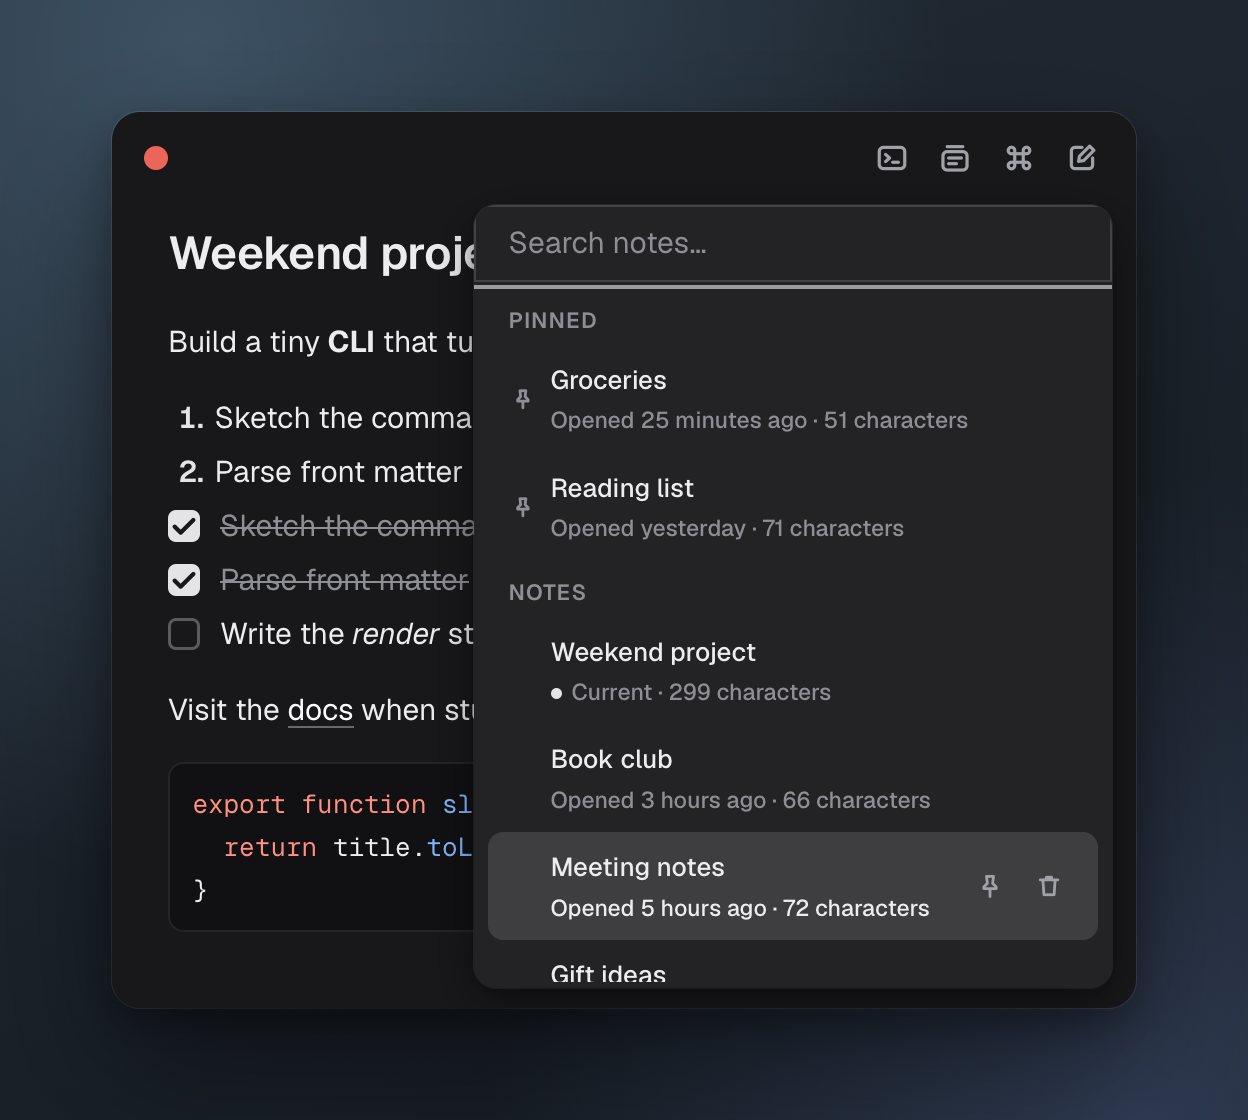 Weekend proje
Build a tiny CLI that tu
1. Sketch the comma
2. Parse front matter
Sketch the comma
Parse front matter
Write the render st
Visit the docs when stu
export function sl
return title.toL
}
Search notes...
PINNED
Groceries
Opened 25 minutes ago · 51 characters
Reading list
Opened yesterday · 71 characters
NOTES
Weekend project
Current · 299 characters
Book club
Opened 3 hours ago · 66 characters
Meeting notes
Opened 5 hours ago · 72 characters
Gift ideas